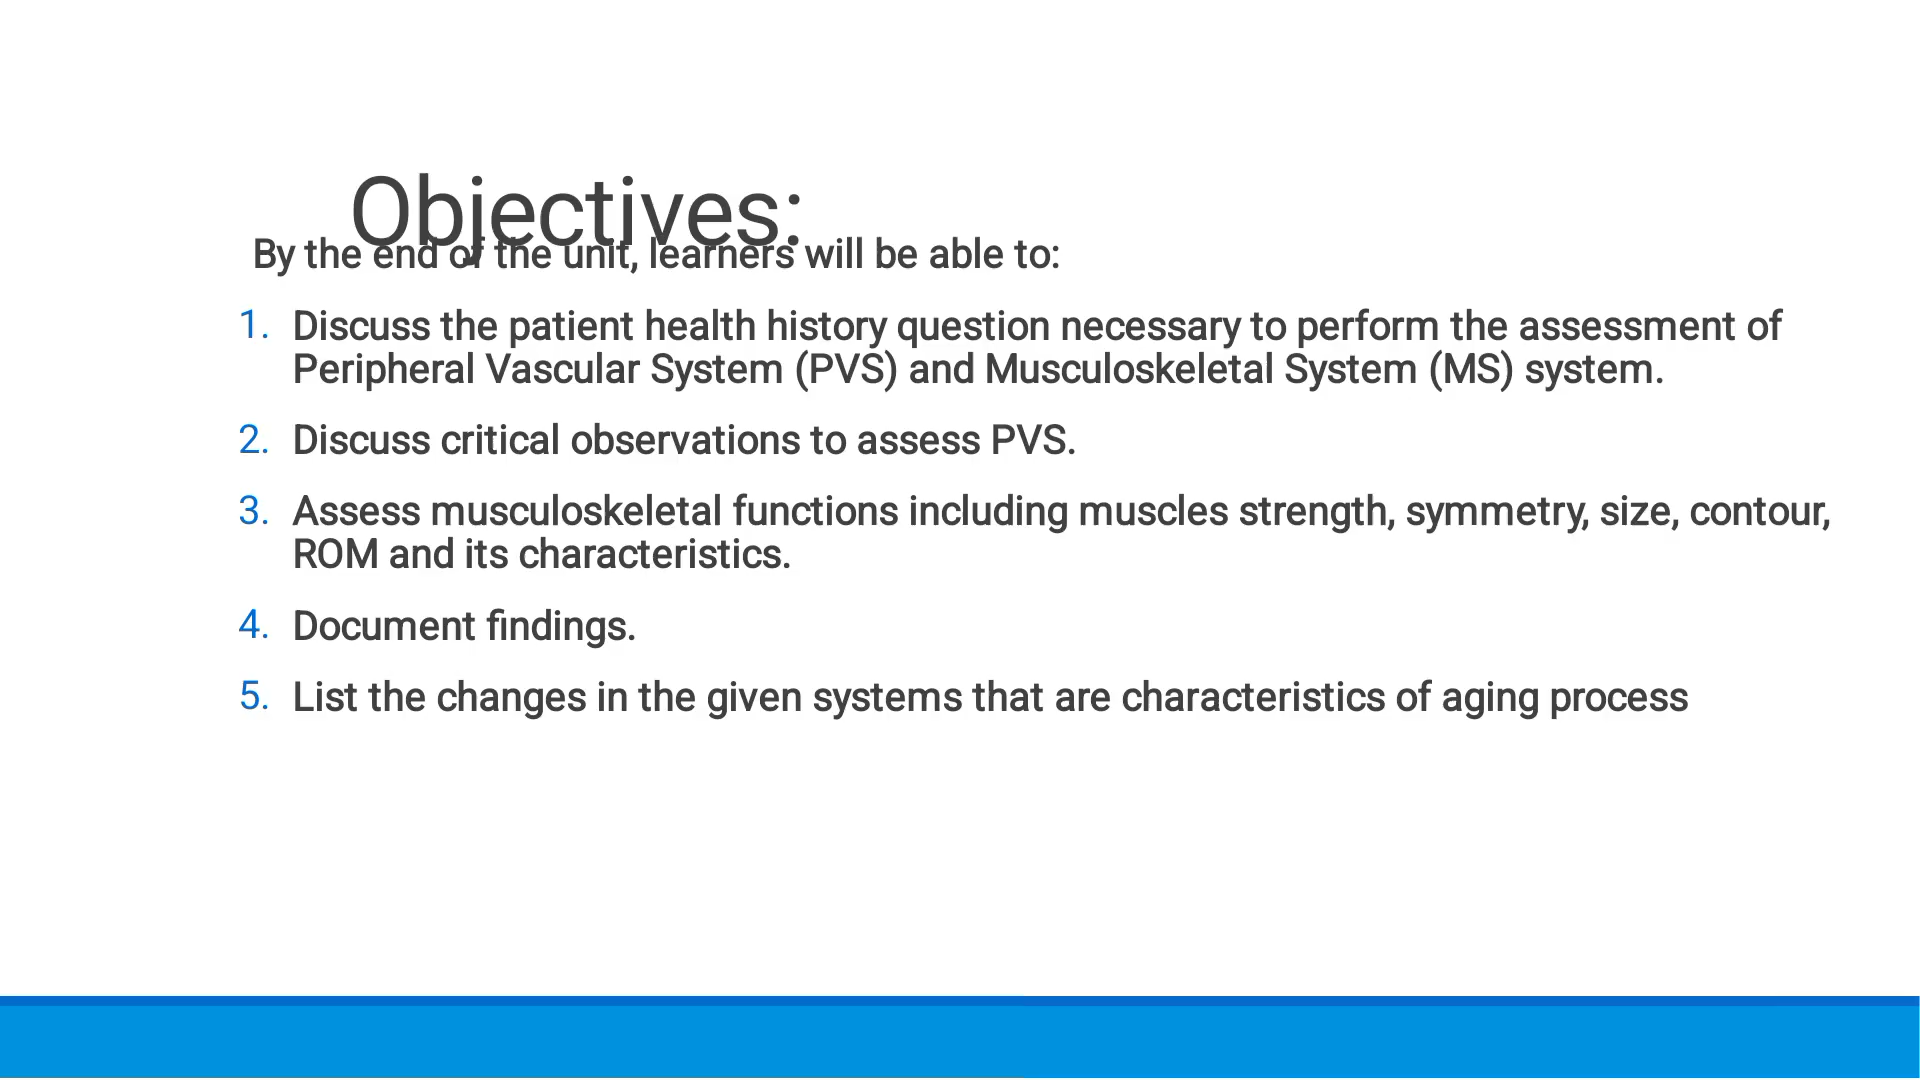 Objectives:
By the end of the unit, learners will be able to:
1. Discuss the patient health history question necessary to perform the assessment of
Peripheral Vascular System (PVS) and Musculoskeletal System (MS) system.
2. Discuss critical observations to assess PVS.
3. Assess musculoskeletal functions including muscles strength, symmetry, size, contour,
ROM and its characteristics.
4. Document findings.
5. List the changes in the given systems that are characteristics of aging process